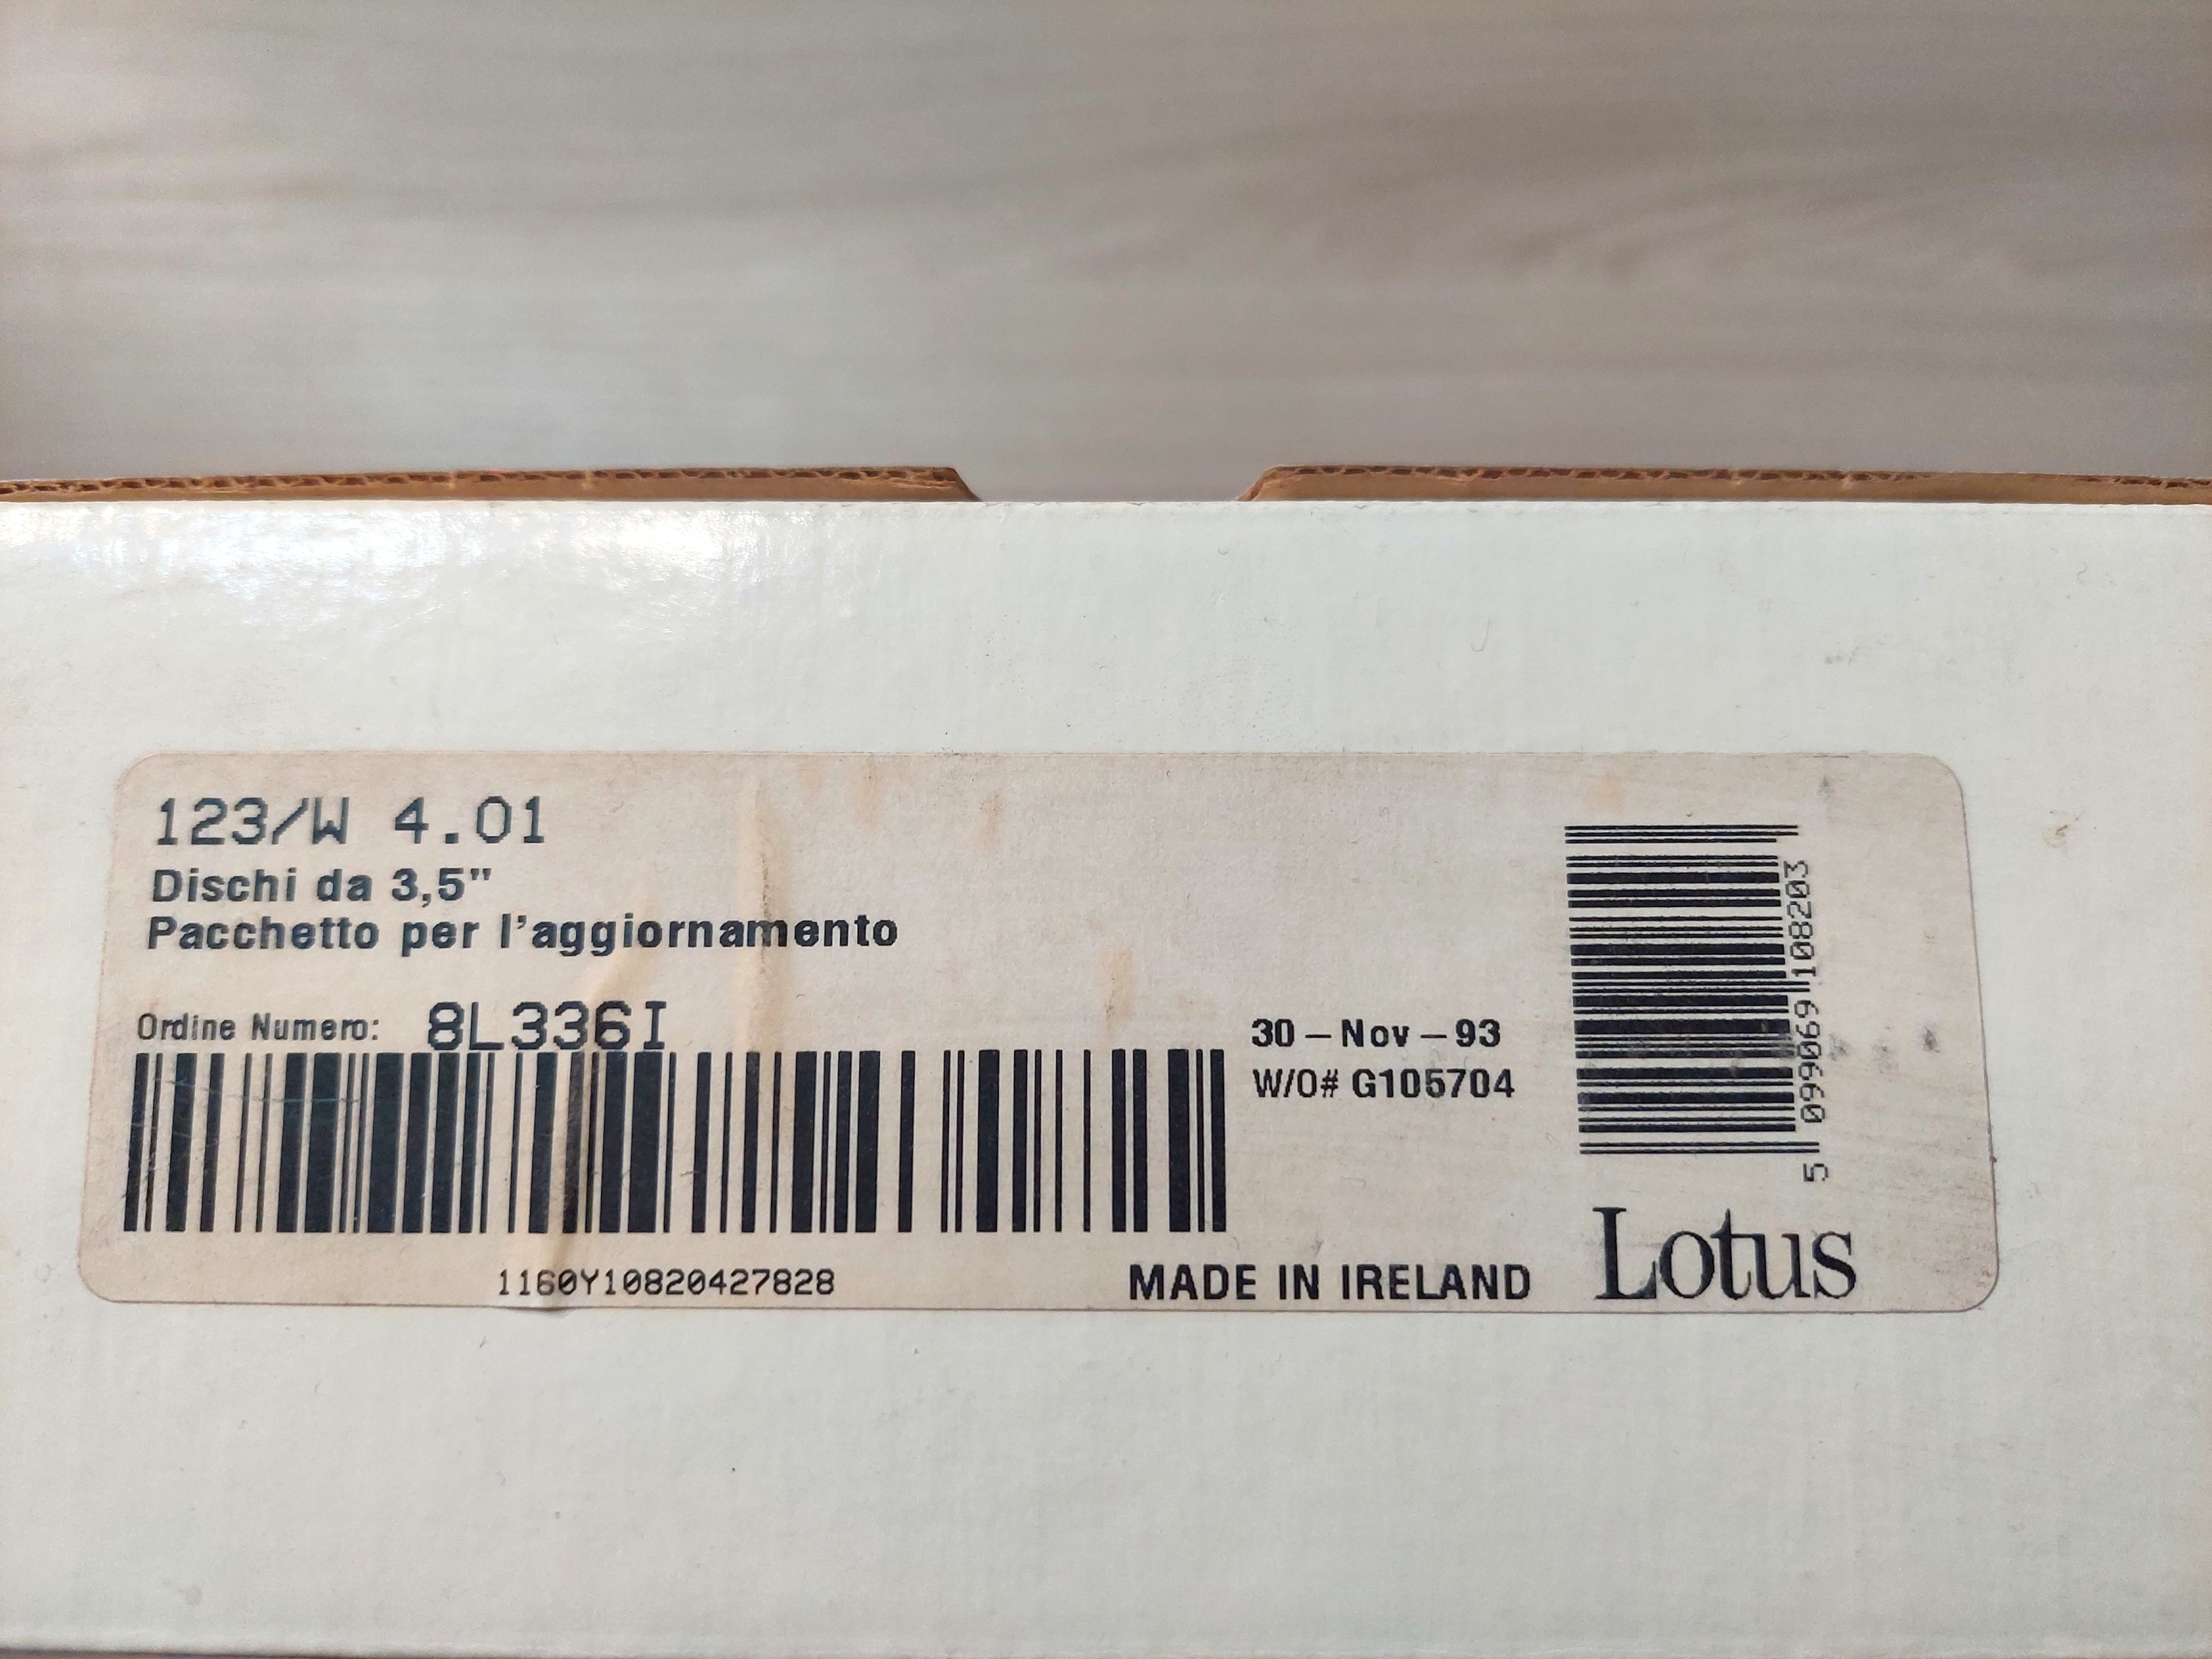 123/W 4.01
Dischi da 3,5"
Pacchetto per l'aggiornamento
Ordine Numero: 8L336I
30-Nov-93
W/O# G105704
1160Y10820427828
MADE IN IRELAND
5 099069 108203
Lotus